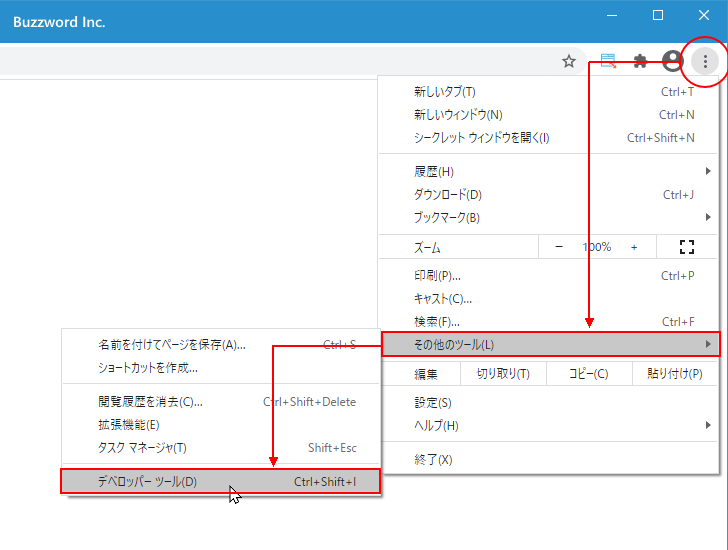 Buzzword Inc.
新しいタブ(T) Ctrl+T
新しいウィンドウ(N) Ctrl+N
シークレット ウィンドウを開く(I) Ctrl+Shift+N
履歴(H)
ダウンロード(D) Ctrl+J
ブックマーク(B)
ズーム − 100% +
印刷(P)... Ctrl+P
キャスト(C)...
検索(F)... Ctrl+F
その他のツール(L)
編集 切り取り(T) コピー(C) 貼り付け(P)
設定(S)
ヘルプ(H)
終了(X)
名前を付けてページを保存(A)... Ctrl+S
ショートカットを作成...
閲覧履歴を消去(C)... Ctrl+Shift+Delete
拡張機能(E)
タスク マネージャ(T) Shift+Esc
デベロッパー ツール(D) Ctrl+Shift+I